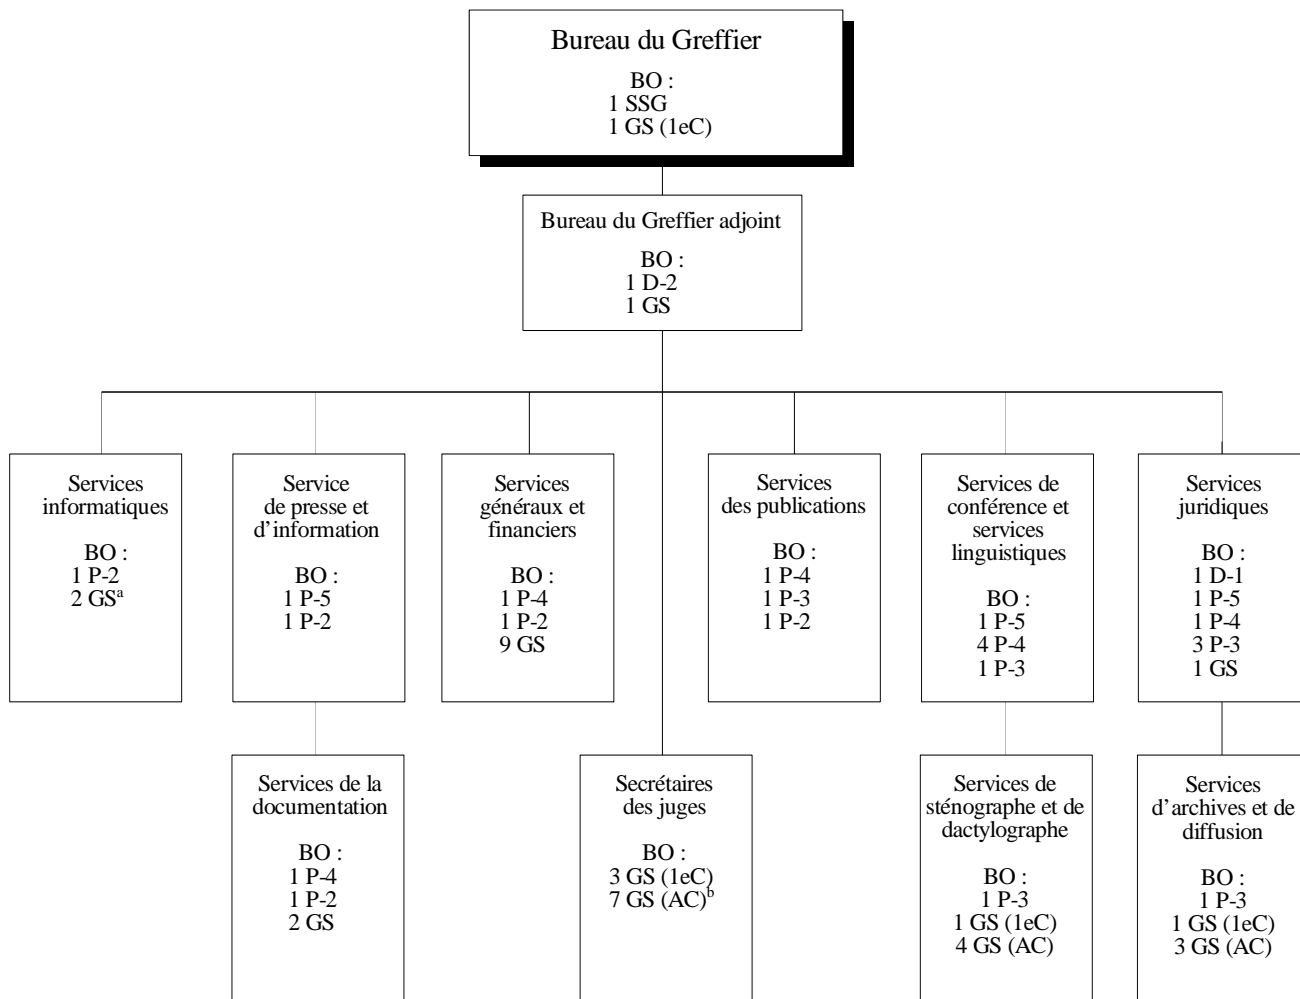 Bureau du Greffier
BO :
1 SSG
1 GS (1eC)
Bureau du Greffier adjoint
BO :
1 D-2
1 GS
Services
informatiques
BO :
1 P-2
2 GSᵃ
Service
de presse et
d’information
BO :
1 P-5
1 P-2
Services
généraux et
financiers
BO :
1 P-4
1 P-2
9 GS
Services
des publications
BO :
1 P-4
1 P-3
1 P-2
Services de
conférence et
services
linguistiques
BO :
1 P-5
4 P-4
1 P-3
Services
juridiques
BO :
1 D-1
1 P-5
1 P-4
3 P-3
1 GS
Services de la
documentation
BO :
1 P-4
1 P-2
2 GS
Secrétaires
des juges
BO :
3 GS (1eC)
7 GS (AC)ᵇ
Services de
sténographe et de
dactylographe
BO :
1 P-3
1 GS (1eC)
4 GS (AC)
Services
d’archives et de
diffusion
BO :
1 P-3
1 GS (1eC)
3 GS (AC)